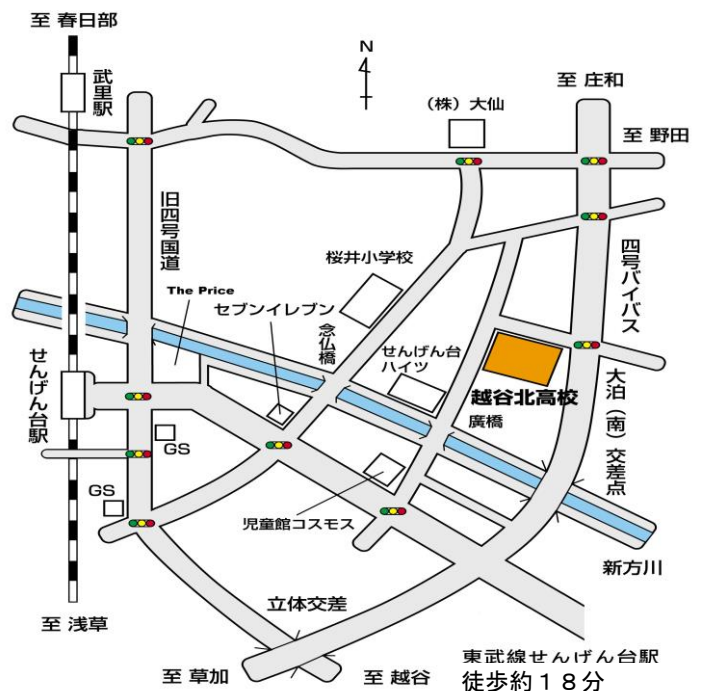 至 春日部
N
武里駅
至 庄和
(株)大仙
至 野田
旧四号国道
四号バイパス
桜井小学校
The Price
セブンイレブン
念仏橋
せんげん台
ハイツ
せんげん台駅
越谷北高校
大泊(南)交差点
廣橋
GS
GS
児童館コスモス
新方川
立体交差
至 浅草
至 草加
至 越谷
東武線せんげん台駅
徒歩約18分